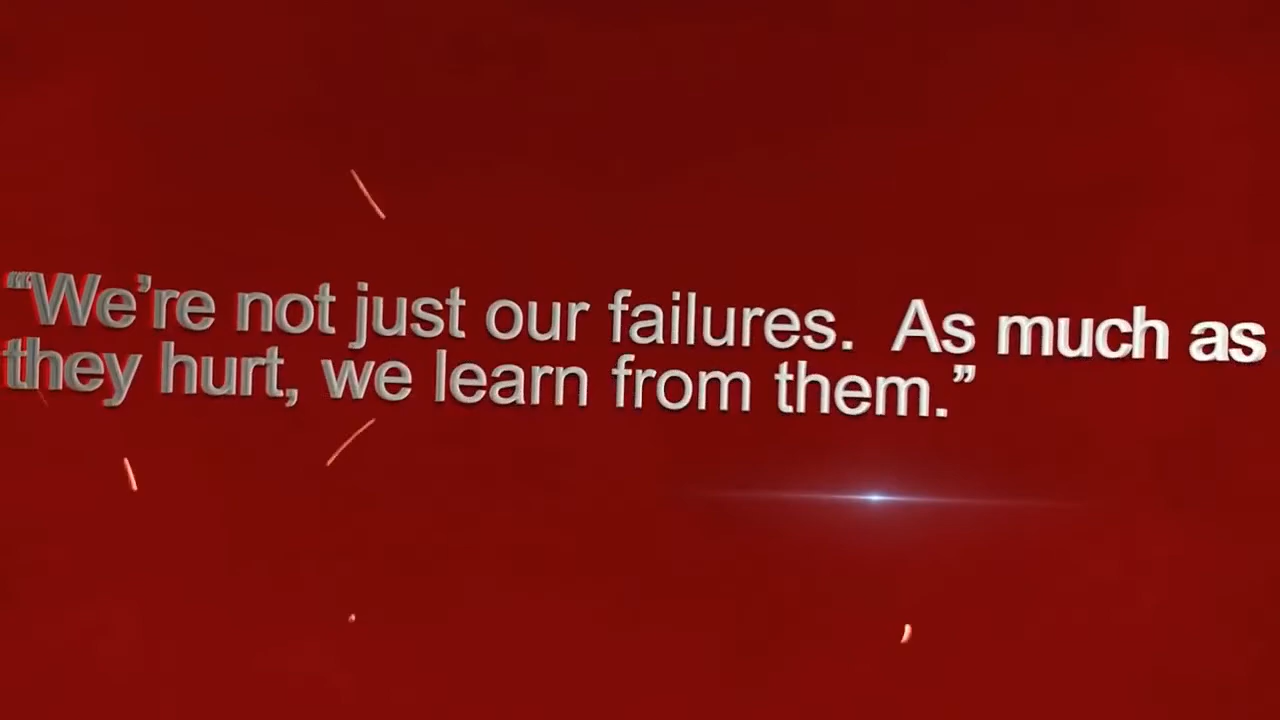 ““We’re not just our failures.  As much as
they hurt, we learn from them.”